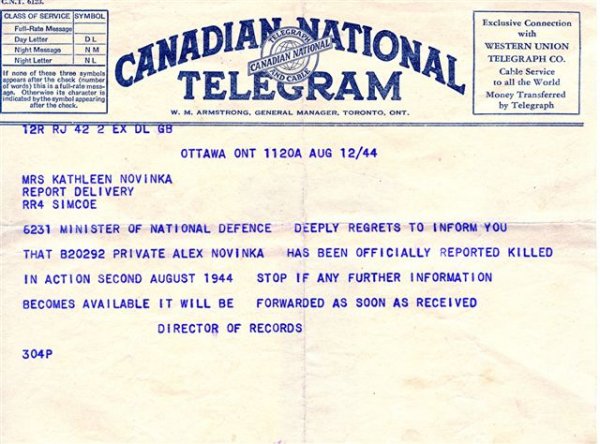 C.N.T. 6123.
CLASS OF SERVICE SYMBOL
Full-Rate Message
Day Letter D L
Night Message N M
Night Letter N L
If none of these three symbols
appears after the check (number
of words) this is a full-rate mess-
age. Otherwise its character is
indicated by the symbol appearing
after the check.
CANADIAN NATIONAL
TELEGRAPH
CANADIAN NATIONAL
AND CABLE
TELEGRAM
W. M. ARMSTRONG, GENERAL MANAGER, TORONTO, ONT.
Exclusive Connection
with
WESTERN UNION
TELEGRAPH CO.
Cable Service
to all the World
Money Transferred
by Telegraph
12R RJ 42 2 EX DL GB
OTTAWA ONT 1120A AUG 12/44
MRS KATHLEEN NOVINKA
REPORT DELIVERY
RR4 SIMCOE
6231 MINISTER OF NATIONAL DEFENCE DEEPLY REGRETS TO INFORM YOU
THAT B20292 PRIVATE ALEX NOVINKA HAS BEEN OFFICIALLY REPORTED KILLED
IN ACTION SECOND AUGUST 1944 STOP IF ANY FURTHER INFORMATION
BECOMES AVAILABLE IT WILL BE FORWARDED AS SOON AS RECEIVED
DIRECTOR OF RECORDS
304P